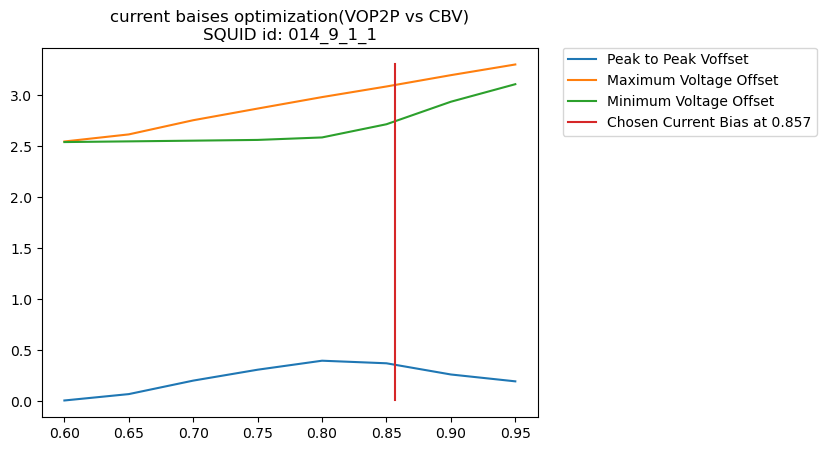 current baises optimization(VOP2P vs CBV)
SQUID id: 014_9_1_1
Peak to Peak Voffset
Maximum Voltage Offset
Minimum Voltage Offset
Chosen Current Bias at 0.857
3.0
2.5
2.0
1.5
1.0
0.5
0.0
0.60 0.65 0.70 0.75 0.80 0.85 0.90 0.95